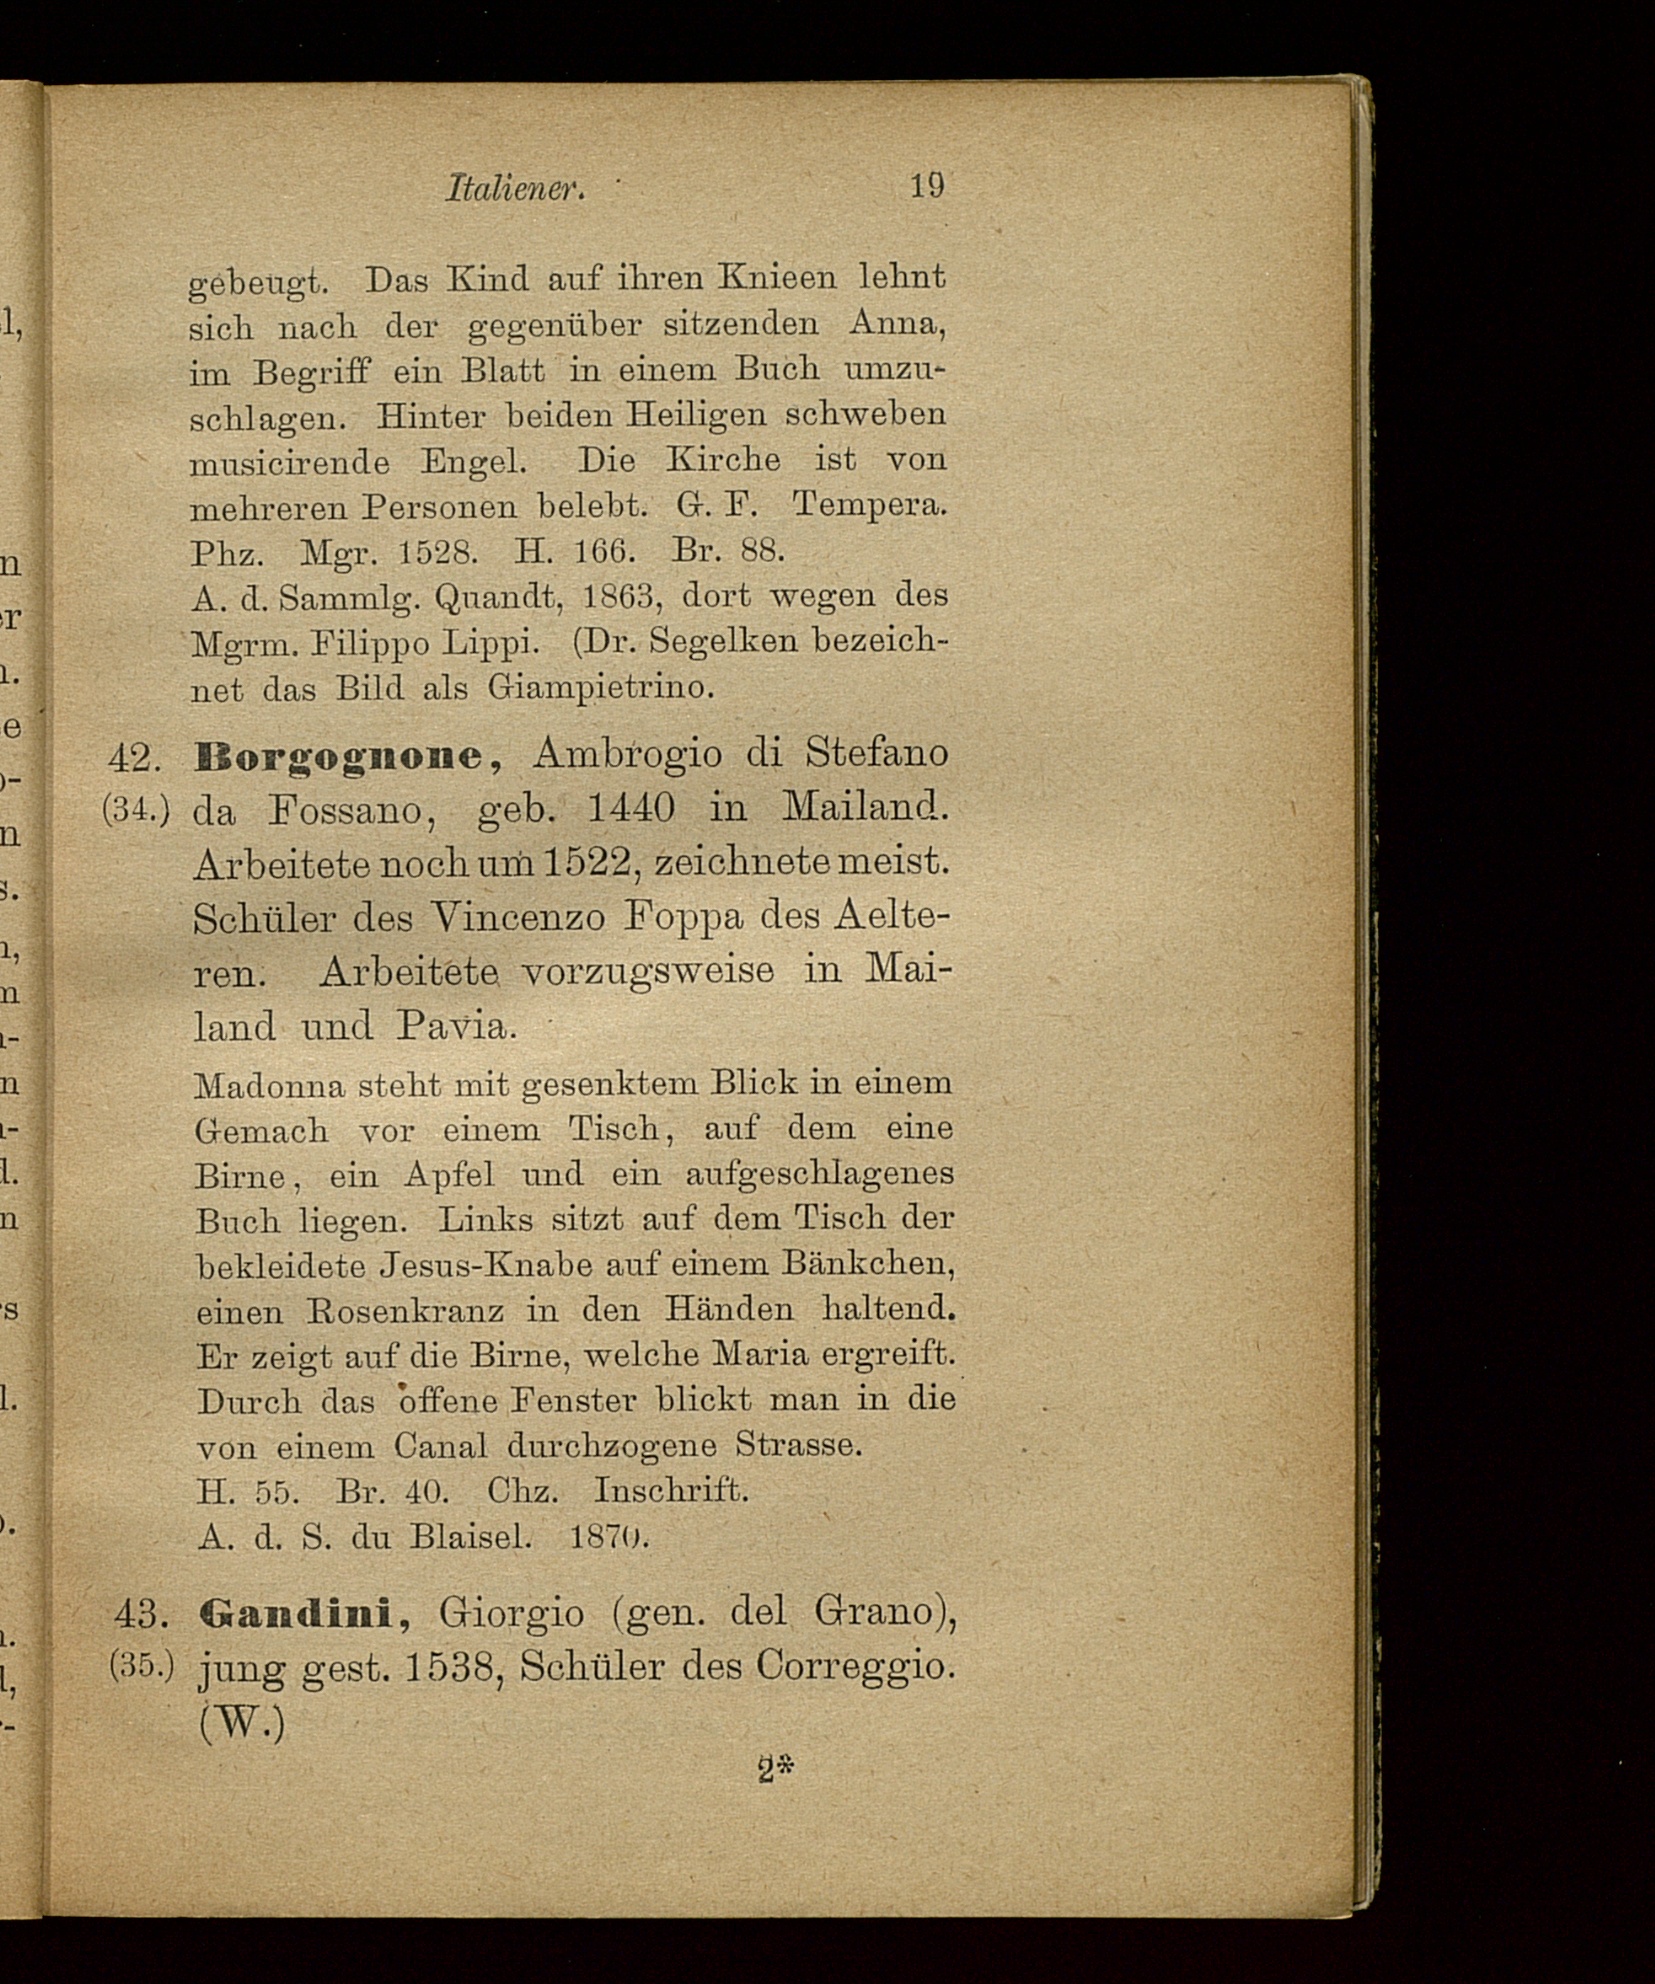 Italiener. 19
gebeugt. Das Kind auf ihren Knieen lehnt
sich nach der gegenüber sitzenden Anna,
im Begriff ein Blatt in einem Buch umzu-
schlagen. Hinter beiden Heiligen schweben
musicirende Engel. Die Kirche ist von
mehreren Personen belebt. G. F. Tempera.
Phz. Mgr. 1528. H. 166. Br. 88.
A. d. Sammlg. Quandt, 1863, dort wegen des
Mgrm. Filippo Lippi. (Dr. Segelken bezeich-
net das Bild als Giampietrino.
42. Borgognone, Ambrogio di Stefano
(34.) da Fossano, geb. 1440 in Mailand.
Arbeitete noch um 1522, zeichnete meist.
Schüler des Vincenzo Foppa des Aelte-
ren. Arbeitete vorzugsweise in Mai-
land und Pavia.
Madonna steht mit gesenktem Blick in einem
Gemach vor einem Tisch, auf dem eine
Birne, ein Apfel und ein aufgeschlagenes
Buch liegen. Links sitzt auf dem Tisch der
bekleidete Jesus-Knabe auf einem Bänkchen,
einen Rosenkranz in den Händen haltend.
Er zeigt auf die Birne, welche Maria ergreift.
Durch das offene Fenster blickt man in die
von einem Canal durchzogene Strasse.
H. 55. Br. 40. Chz. Inschrift.
A. d. S. du Blaisel. 1870.
43. Gandini, Giorgio (gen. del Grano),
(35.) jung gest. 1538, Schüler des Correggio.
(W.)
2*